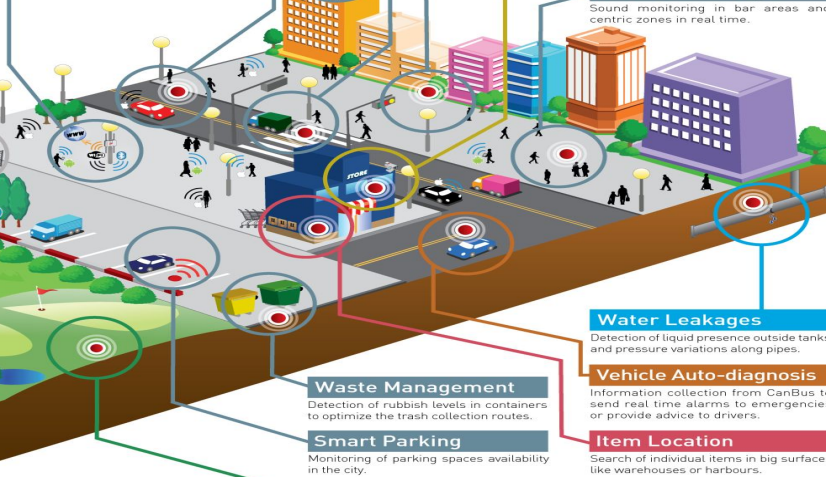 Sound monitoring in bar areas and
centric zones in real time.
WWW
STORE
Water Leakages
Detection of liquid presence outside tanks
and pressure variations along pipes.
Vehicle Auto-diagnosis
Information collection from CanBus to
send real time alarms to emergencie
or provide advice to drivers.
Waste Management
Detection of rubbish levels in containers
to optimize the trash collection routes.
Smart Parking
Monitoring of parking spaces availability
in the city.
Item Location
Search of individual items in big surface
like warehouses or harbours.